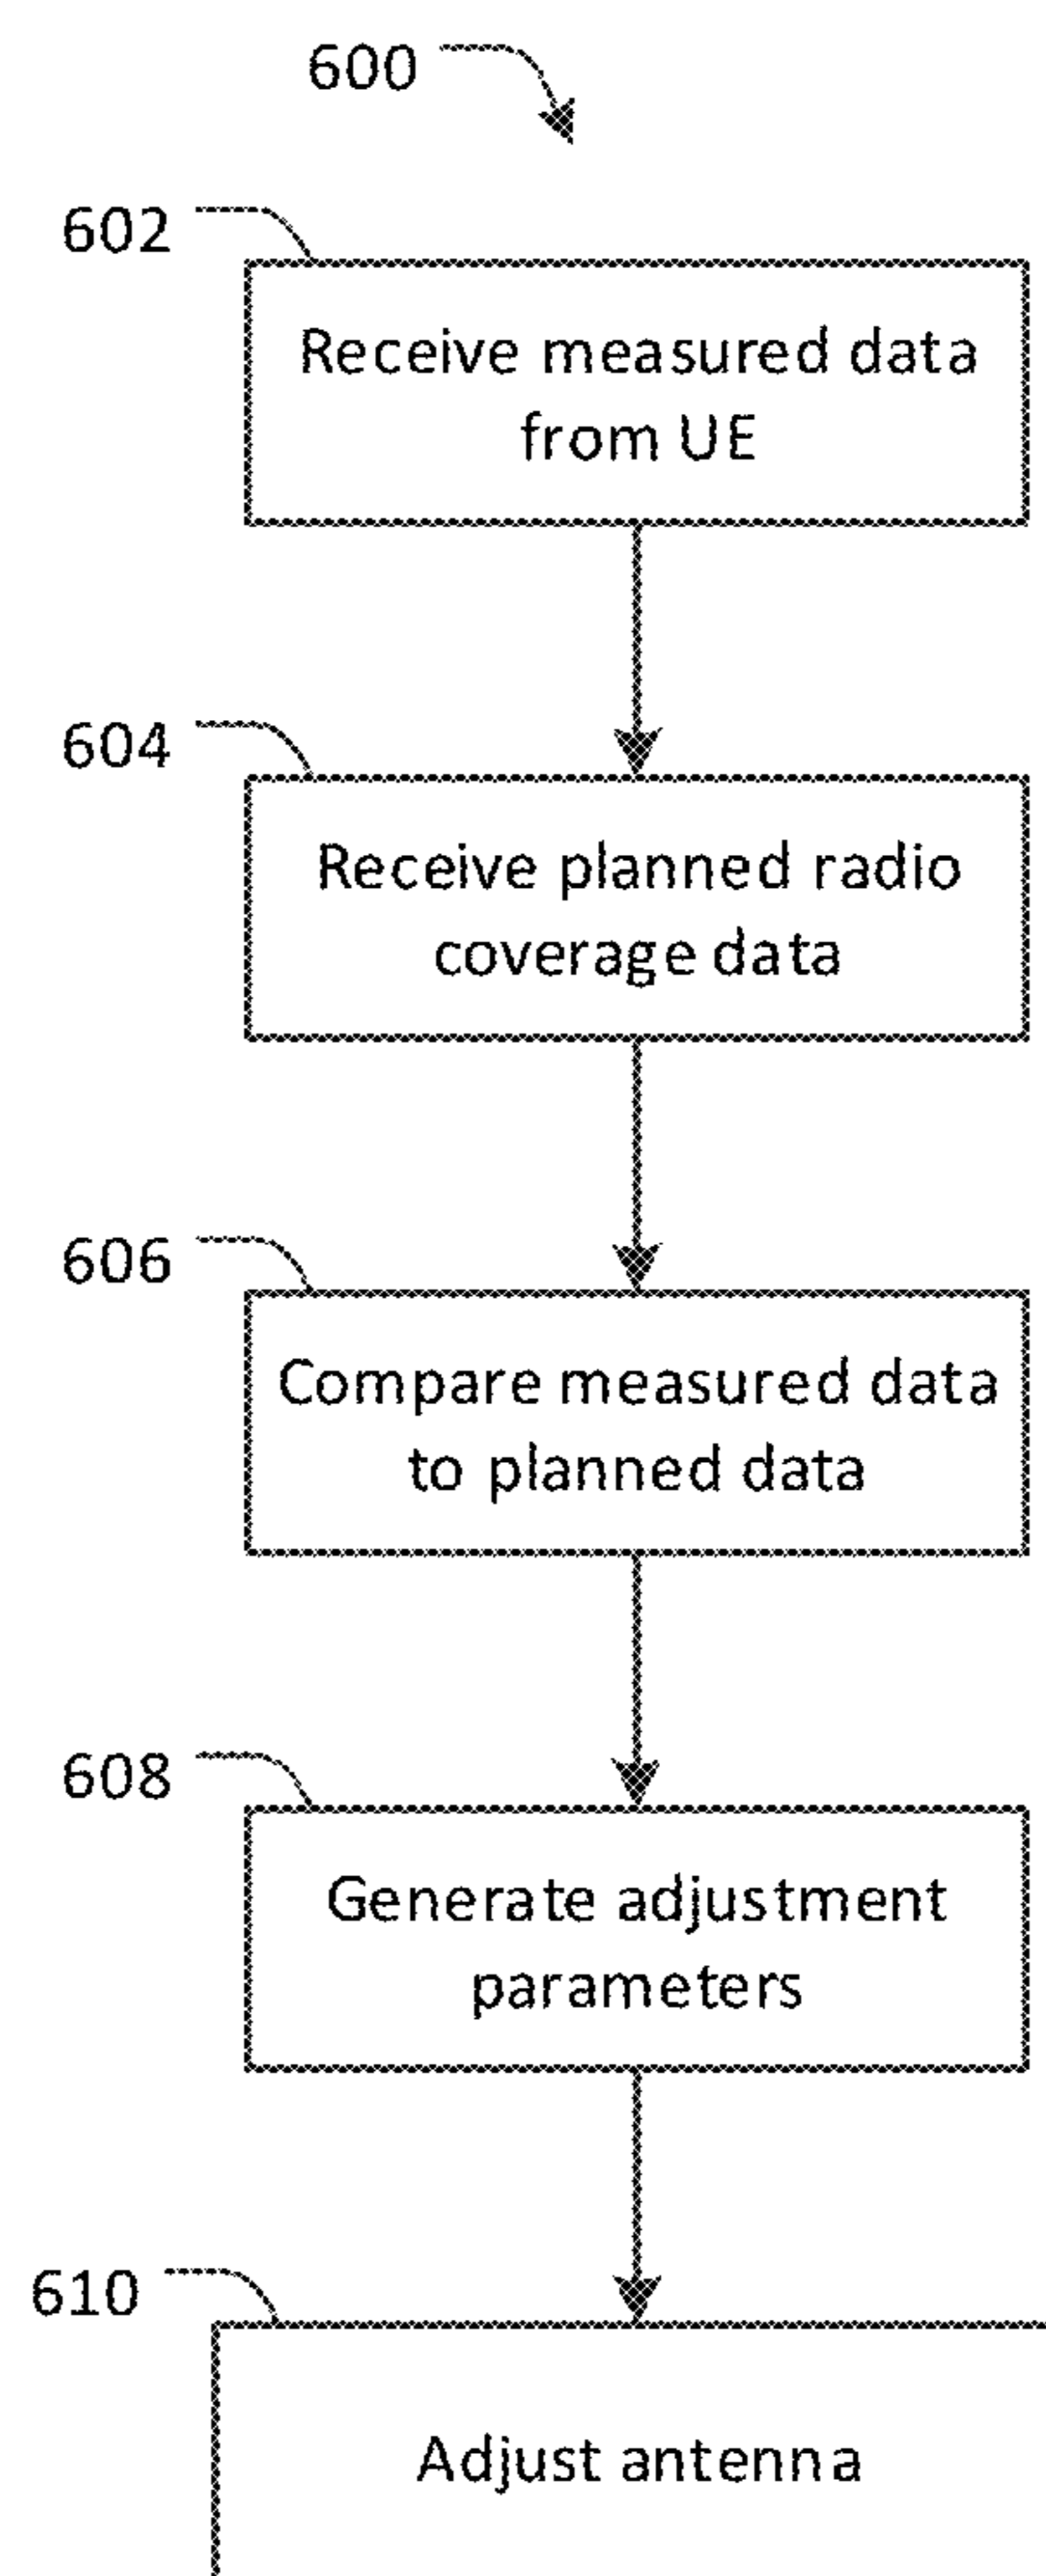 600
602
Receive measured data
from UE
604
Receive planned radio
coverage data
606
Compare measured data
to planned data
608
Generate adjustment
parameters
610
Adjust antenna